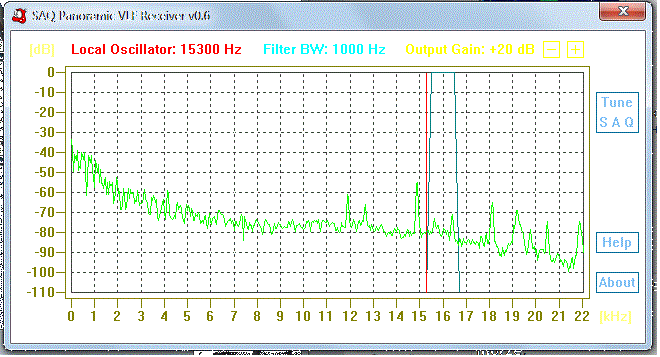 SAQ Panoramic VLF Receiver v0.6
[dB] Local Oscillator: 15300 Hz Filter BW: 1000 Hz Output Gain: +20 dB - +
0
-10
-20
-30
-40
-50
-60
-70
-80
-90
-100
-110
0 1 2 3 4 5 6 7 8 9 10 11 12 13 14 15 16 17 18 19 20 21 22 [kHz]
Tune
S A Q
Help
About